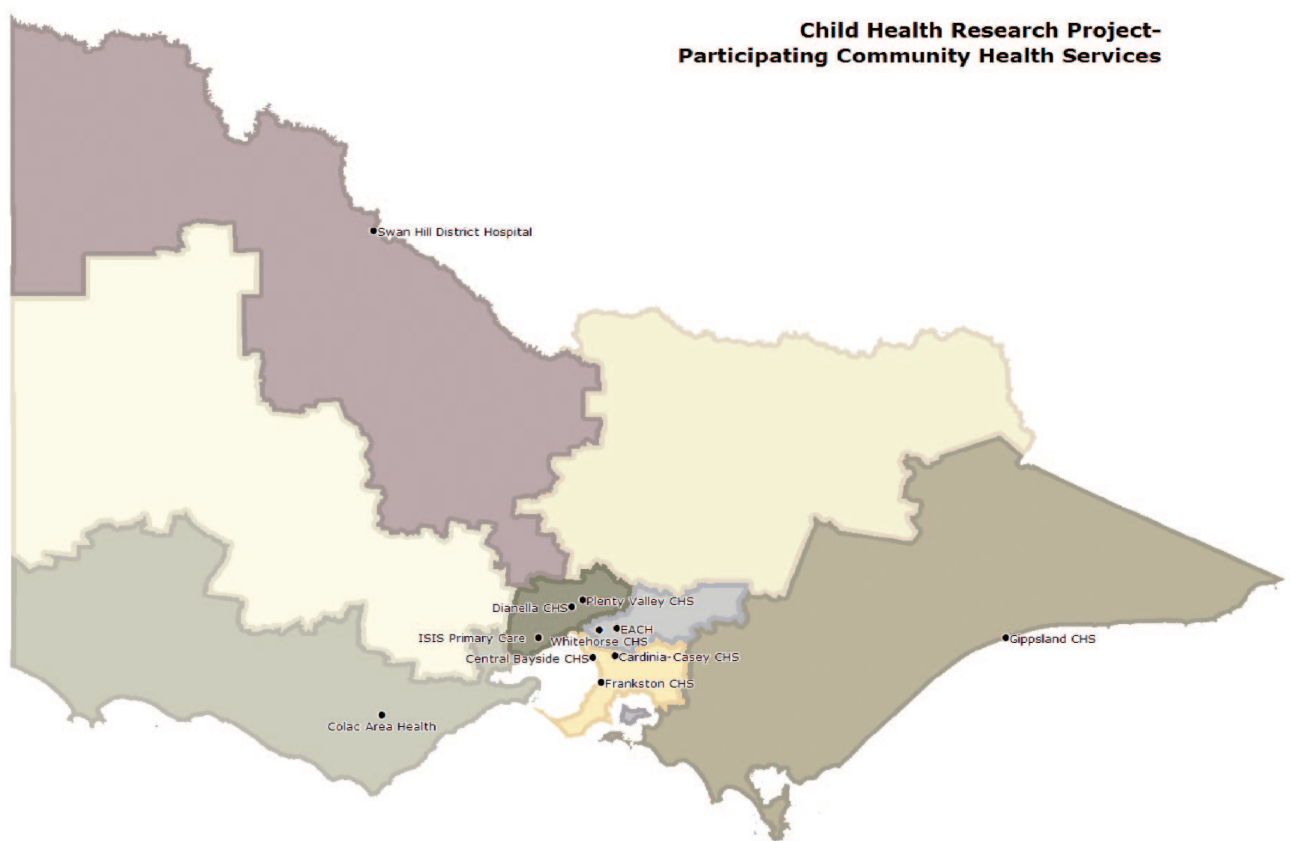 Child Health Research Project-
Participating Community Health Services
Swan Hill District Hospital
Plenty Valley CHS
Dianella CHS
EACH
ISIS Primary Care
Whitehorse CHS
Gippsland CHS
Central Bayside CHS
Cardinia-Casey CHS
Frankston CHS
Colac Area Health